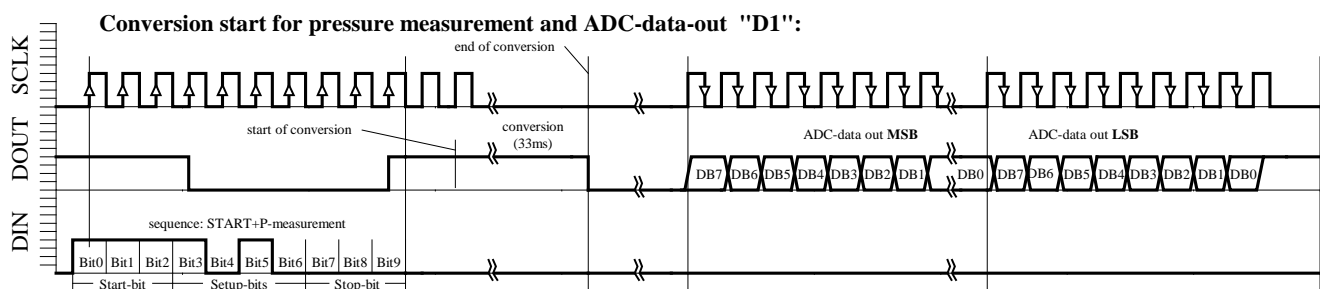 Conversion start for pressure measurement and ADC-data-out "D1":
end of conversion
SCLK
start of conversion
conversion
(33ms)
ADC-data out MSB
ADC-data out LSB
DOUT
DB7 DB6 DB5 DB4 DB3 DB2 DB1 DB0 DB7 DB6 DB5 DB4 DB3 DB2 DB1 DB0
DIN
sequence: START+P-measurement
Bit0 Bit1 Bit2 Bit3 Bit4 Bit5 Bit6 Bit7 Bit8 Bit9
Start-bit Setup-bits Stop-bit